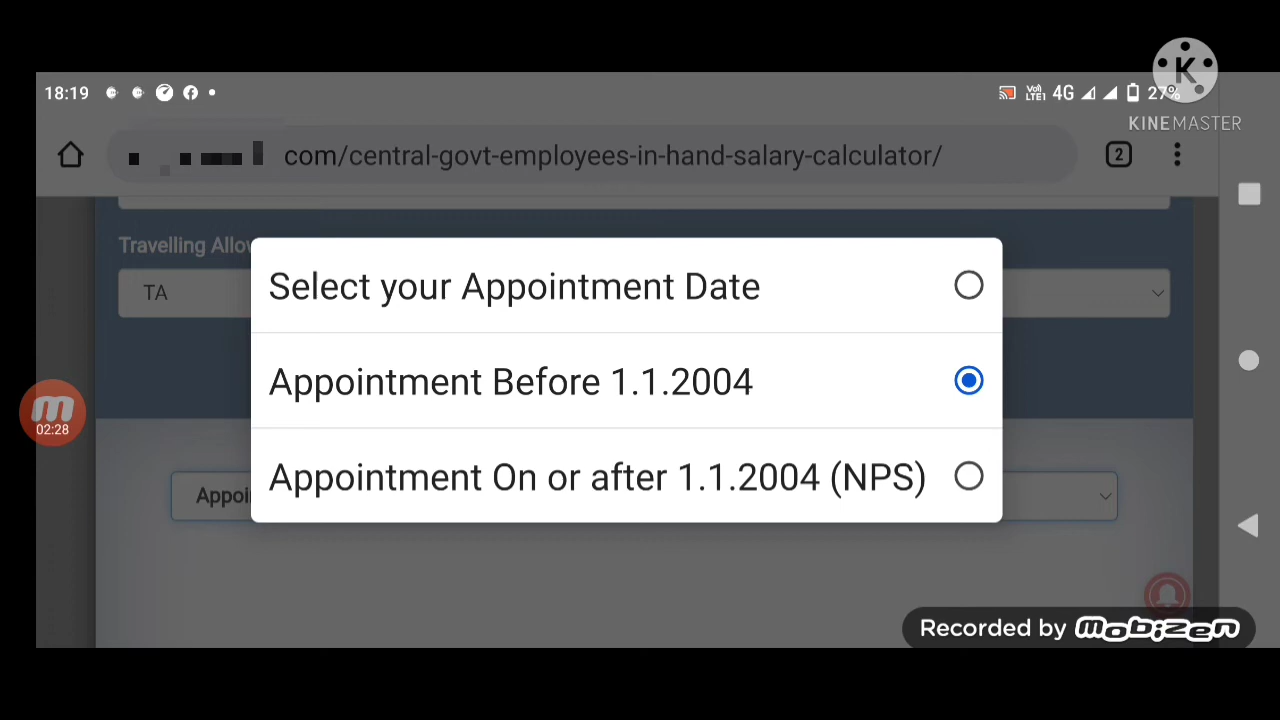 18:19
4G
27%
K
KINEMASTER
com/central-govt-employees-in-hand-salary-calculator/
2
Travelling Allow
TA
Select your Appointment Date
Appointment Before 1.1.2004
Appointment On or after 1.1.2004 (NPS)
Appoi
m
02:28
Recorded by mobizen